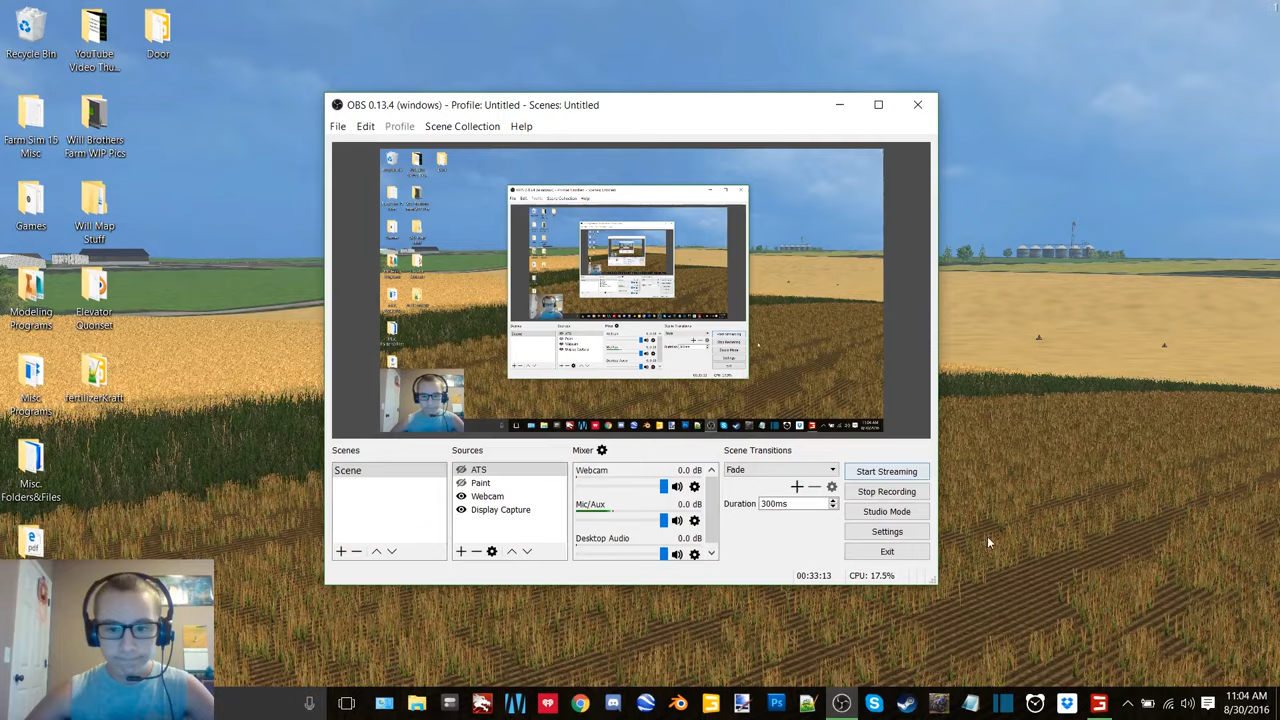 Recycle Bin
YouTube
Video Thu...
Door
Farm Sim 15
Misc
Will Brothers
Farm WIP Pics
Games
Will Map
Stuff
Modeling
Programs
Elevator
Quonset
Misc.
Programs
fertilizerKraft
Misc.
Folders&Files
pdf
OBS 0.13.4 (windows) - Profile: Untitled - Scenes: Untitled
File Edit Profile Scene Collection Help
Scenes
Scene
Sources
ATS
Paint
Webcam
Display Capture
Mixer
Webcam 0.0 dB
Mic/Aux 0.0 dB
Desktop Audio 0.0 dB
Scene Transitions
Fade
Duration 300ms
Start Streaming
Stop Recording
Studio Mode
Settings
Exit
00:33:13 CPU: 17.5%
11:04 AM
8/30/2016